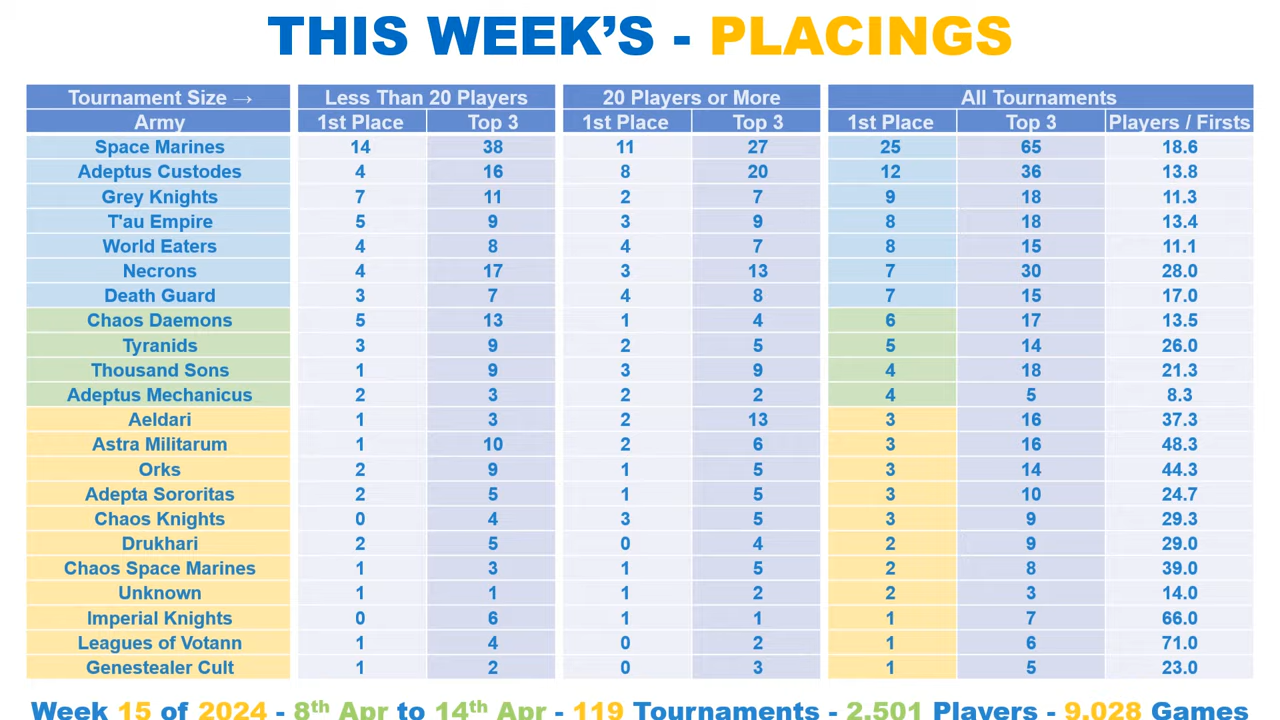 THIS WEEK'S - PLACINGS
Tournament Size → Less Than 20 Players 20 Players or More All Tournaments
Army 1st Place Top 3 1st Place Top 3 1st Place Top 3 Players / Firsts
Space Marines 14 38 11 27 25 65 18.6
Adeptus Custodes 4 16 8 20 12 36 13.8
Grey Knights 7 11 2 7 9 18 11.3
T'au Empire 5 9 3 9 8 18 13.4
World Eaters 4 8 4 7 8 15 11.1
Necrons 4 17 3 13 7 30 28.0
Death Guard 3 7 4 8 7 15 17.0
Chaos Daemons 5 13 1 4 6 17 13.5
Tyranids 3 9 2 5 5 14 26.0
Thousand Sons 1 9 3 9 4 18 21.3
Adeptus Mechanicus 2 3 2 2 4 5 8.3
Aeldari 1 3 2 13 3 16 37.3
Astra Militarum 1 10 2 6 3 16 48.3
Orks 2 9 1 5 3 14 44.3
Adepta Sororitas 2 5 1 5 3 10 24.7
Chaos Knights 0 4 3 5 3 9 29.3
Drukhari 2 5 0 4 2 9 29.0
Chaos Space Marines 1 3 1 5 2 8 39.0
Unknown 1 1 1 2 2 3 14.0
Imperial Knights 0 6 1 1 1 7 66.0
Leagues of Votann 1 4 0 2 1 6 71.0
Genestealer Cult 1 2 0 3 1 5 23.0
Week 15 of 2024 - 8th Apr to 14th Apr - 119 Tournaments - 2,501 Players - 9,028 Games